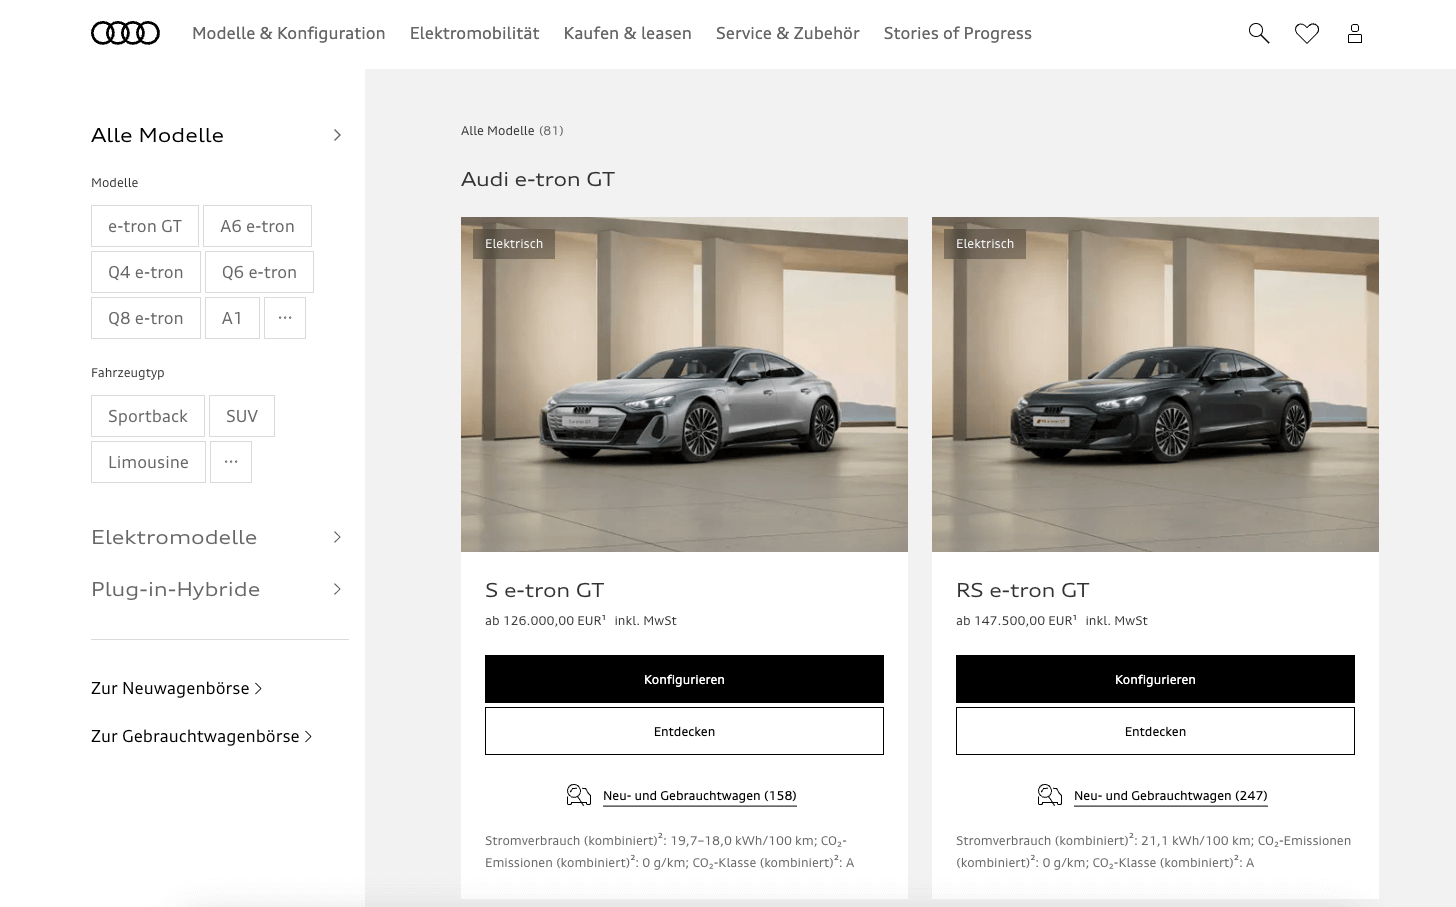 Modelle & Konfiguration
Elektromobilität
Kaufen & leasen
Service & Zubehör
Stories of Progress
Alle Modelle
Modelle
e-tron GT
A6 e-tron
Q4 e-tron
Q6 e-tron
Q8 e-tron
A1
...
Fahrzeugtyp
Sportback
SUV
Limousine
...
Elektromodelle
Plug-in-Hybride
Zur Neuwagenbörse
Zur Gebrauchtwagenbörse
Alle Modelle (81)
Audi e-tron GT
Elektrisch
S e-tron GT
ab 126.000,00 EUR¹ inkl. MwSt
Konfigurieren
Entdecken
Neu- und Gebrauchtwagen (158)
Stromverbrauch (kombiniert)²: 19,7–18,0 kWh/100 km; CO₂-
Emissionen (kombiniert)²: 0 g/km; CO₂-Klasse (kombiniert)²: A
Elektrisch
RS e-tron GT
ab 147.500,00 EUR¹ inkl. MwSt
Konfigurieren
Entdecken
Neu- und Gebrauchtwagen (247)
Stromverbrauch (kombiniert)²: 21,1 kWh/100 km; CO₂-Emissionen
(kombiniert)²: 0 g/km; CO₂-Klasse (kombiniert)²: A